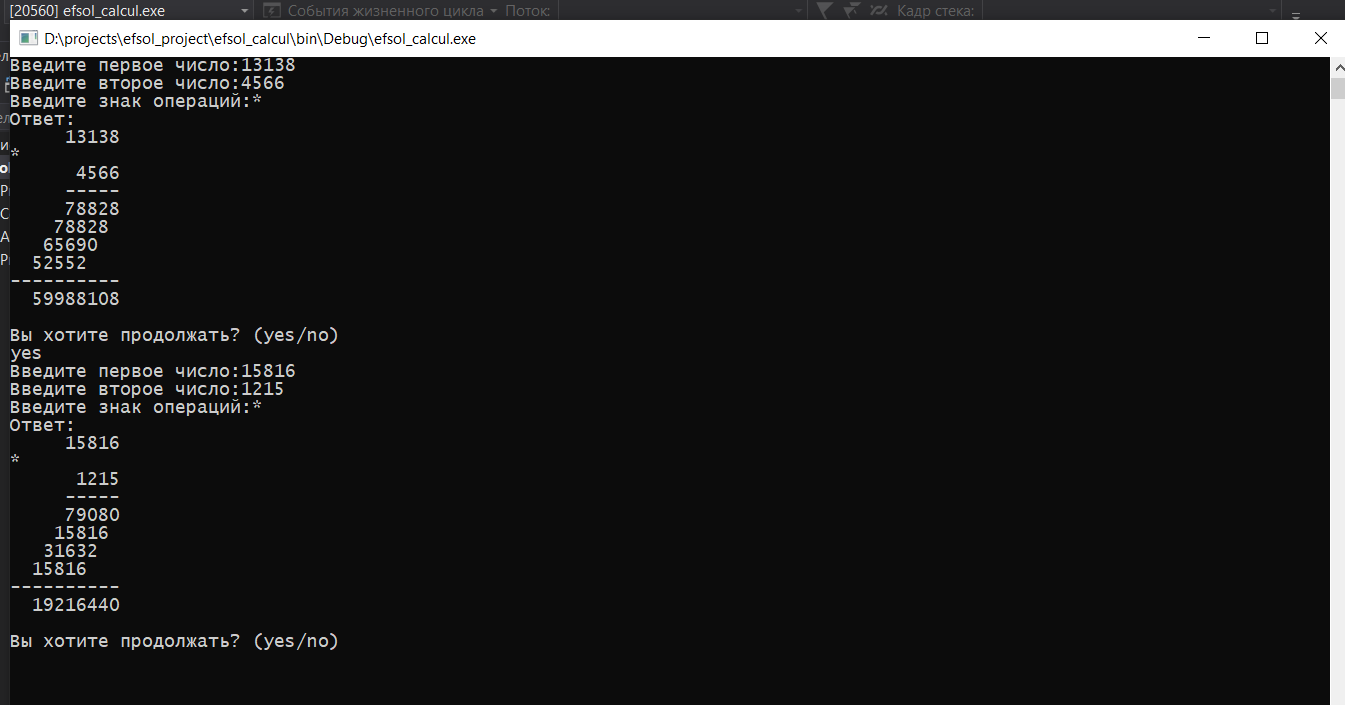 [20560] efsol_calcul.exe События жизненного цикла Поток: Кадр стека:
D:\projects\efsol_project\efsol_calcul\bin\Debug\efsol_calcul.exe
Введите первое число:13138
Введите второе число:4566
Введите знак операций:*
Ответ:
     13138
*
      4566
     -----
     78828
    78828
   65690
  52552
----------
  59988108
Вы хотите продолжать? (yes/no)
yes
Введите первое число:15816
Введите второе число:1215
Введите знак операций:*
Ответ:
     15816
*
      1215
     -----
     79080
    15816
   31632
  15816
----------
  19216440
Вы хотите продолжать? (yes/no)